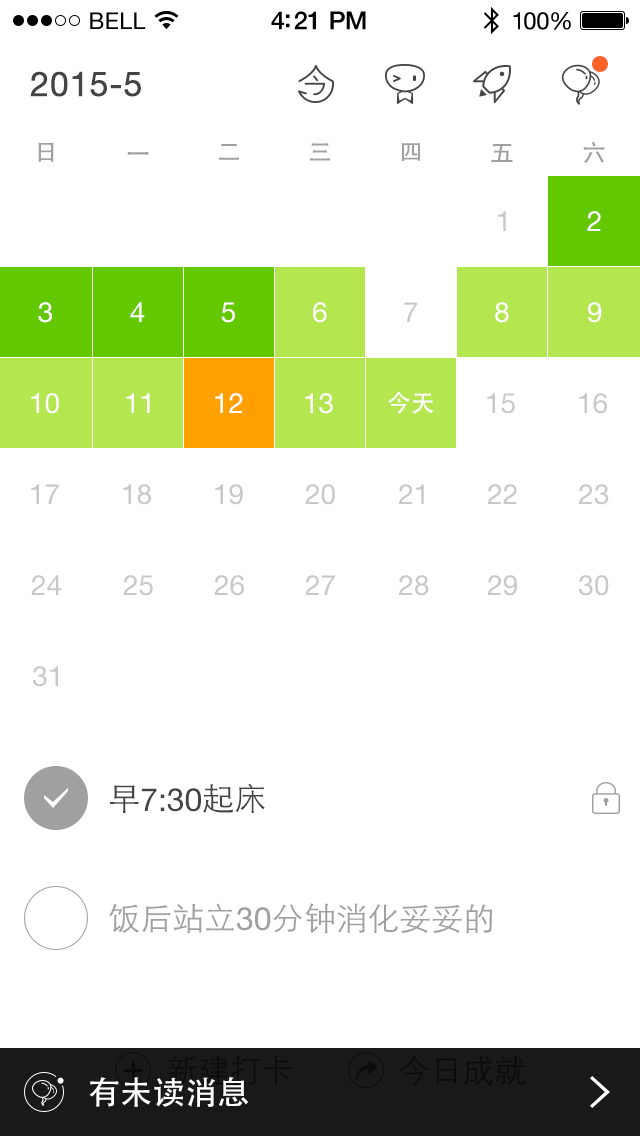 BELL 4:21 PM 100%
2015-5
日 一 二 三 四 五 六
1 2
3 4 5 6 7 8 9
10 11 12 13 今天 15 16
17 18 19 20 21 22 23
24 25 26 27 28 29 30
31
早7:30起床
饭后站立30分钟消化妥妥的
新建打卡 今日成就
有未读消息